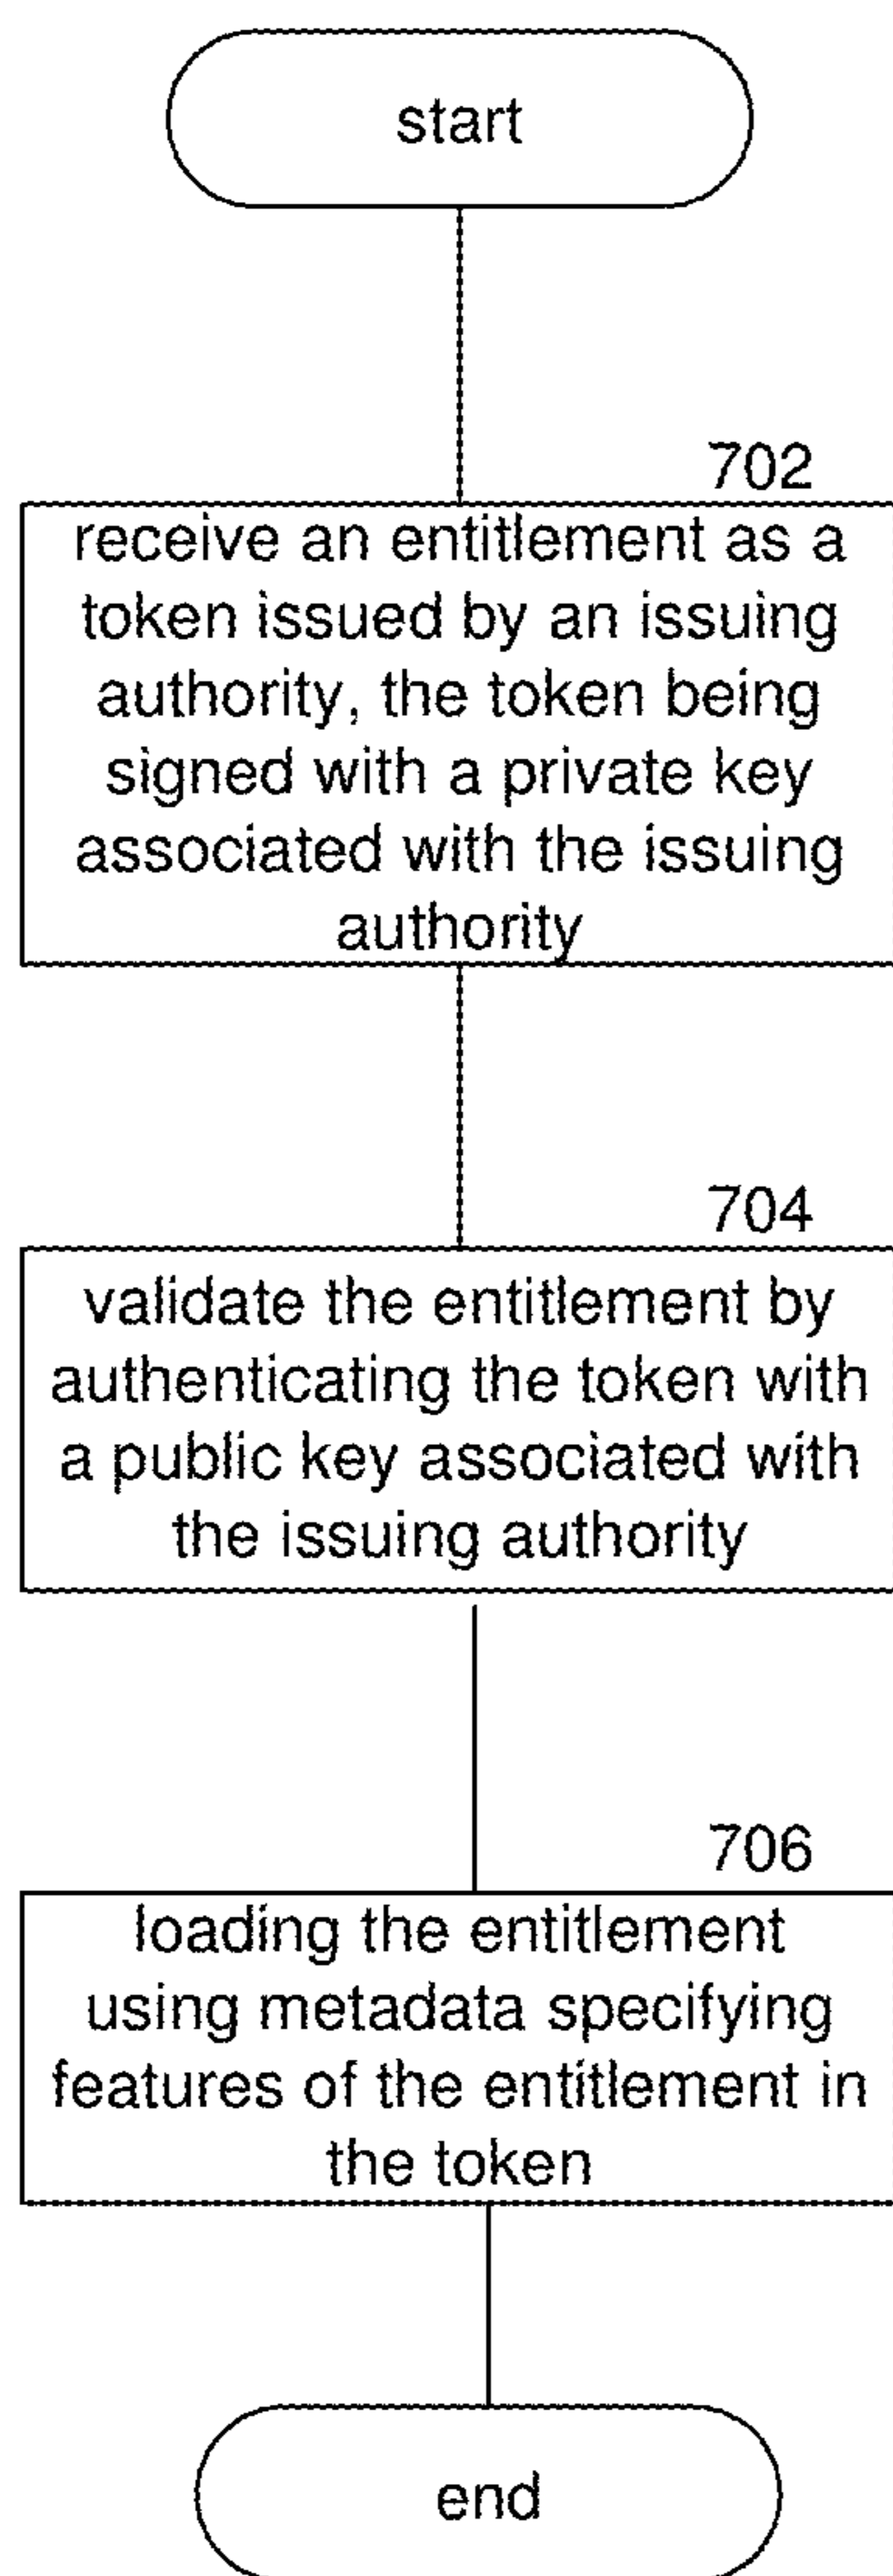 start
702
receive an entitlement as a
token issued by an issuing
authority, the token being
signed with a private key
associated with the issuing
authority
704
validate the entitlement by
authenticating the token with
a public key associated with
the issuing authority
706
loading the entitlement
using metadata specifying
features of the entitlement in
the token
end